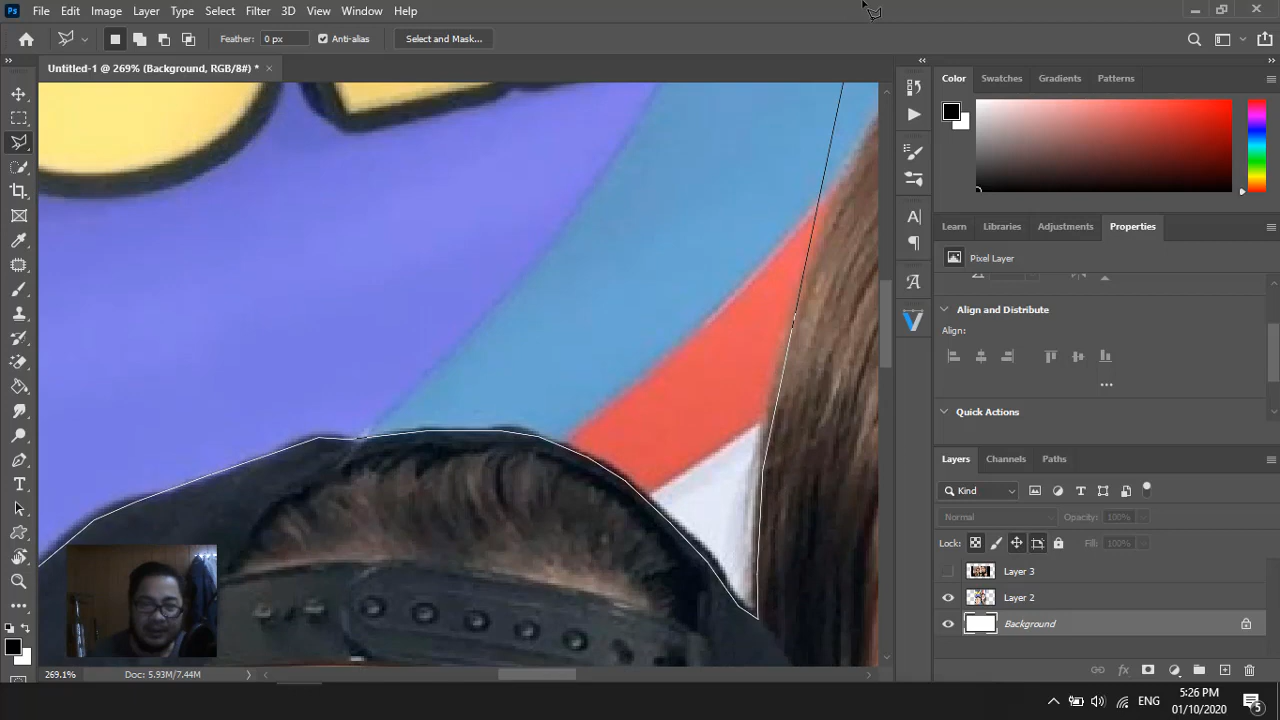 Ps File Edit Image Layer Type Select Filter 3D View Window Help
Feather: 0 px Anti-alias Select and Mask...
Untitled-1 @ 269% (Background, RGB/8#) * ×
Color Swatches Gradients Patterns
Learn Libraries Adjustments Properties
Pixel Layer
Align and Distribute
Align:
Quick Actions
Layers Channels Paths
Kind
Normal Opacity: 100%
Lock: Fill: 100%
Layer 3
Layer 2
Background
269.1% Doc: 5.93M/7.44M
ENG
5:26 PM
01/10/2020
5